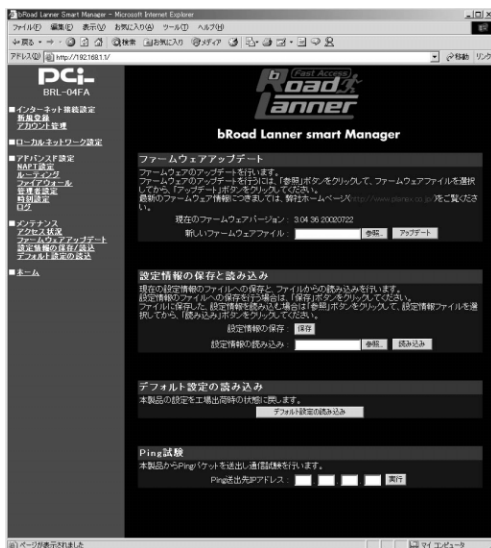 bRoad Lanner Smart Manager - Microsoft Internet Explorer
ファイル(F) 編集(E) 表示(V) お気に入り(A) ツール(T) ヘルプ(H)
戻る 検索 お気に入り メディア
アドレス(D) http://192.168.1.1/ 移動 リンク
PCi
BRL-04FA
■インターネット接続設定
新規登録
アカウント管理
■ローカルネットワーク設定
■アドバンスド設定
NAPT設定
ルーティング
ファイアウォール
管理者設定
時刻設定
ログ
■メンテナンス
アクセス状況
ファームウェアアップデート
設定情報の保存/読込
デフォルト設定の読込
■ホーム
b Road Lanner
(Fast Access)
bRoad Lanner smart Manager
ファームウェアアップデート
ファームウェアのアップデートを行います。
ファームウェアのアップデートを行うには、「参照」ボタンをクリックして、ファームウェアファイルを選択
してから、「アップデート」ボタンをクリックしてください。
最新のファームウェア情報につきましては、弊社ホームページ(http://www.planex.co.jp/)をご覧くださ
い。
現在のファームウェアバージョン : 3.04.36 20020722
新しいファームウェアファイル : 参照... アップデート
設定情報の保存と読み込み
現在の設定情報のファイルへの保存と、ファイルからの読み込みを行います。
設定情報のファイルへの保存を行う場合は、「保存」ボタンをクリックしてください。
ファイルに保存した、設定情報を読み込む場合は「参照」ボタンをクリックして、設定情報ファイルを選
択してから、「読み込み」ボタンをクリックしてください。
設定情報の保存 : 保存
設定情報の読み込み : 参照... 読み込み
デフォルト設定の読み込み
本製品の設定を工場出荷時の状態に戻します。
デフォルト設定の読み込み
Ping試験
本製品からPingパケットを送出し通信試験を行います。
Ping送出先IPアドレス : . . . 実行
ページが表示されました マイ コンピュータ